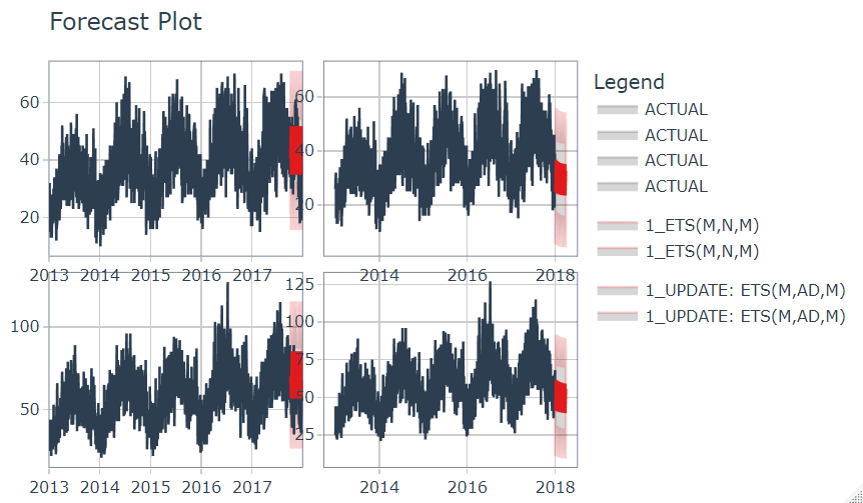 Forecast Plot
60
40
20
2013 2014 2015 2016 2017
60
40
20
2014 2016 2018
100
50
2013 2014 2015 2016 2017
125
100
75
50
25
2014 2016 2018
Legend
ACTUAL
ACTUAL
ACTUAL
ACTUAL
1_ETS(M,N,M)
1_ETS(M,N,M)
1_UPDATE: ETS(M,AD,M)
1_UPDATE: ETS(M,AD,M)